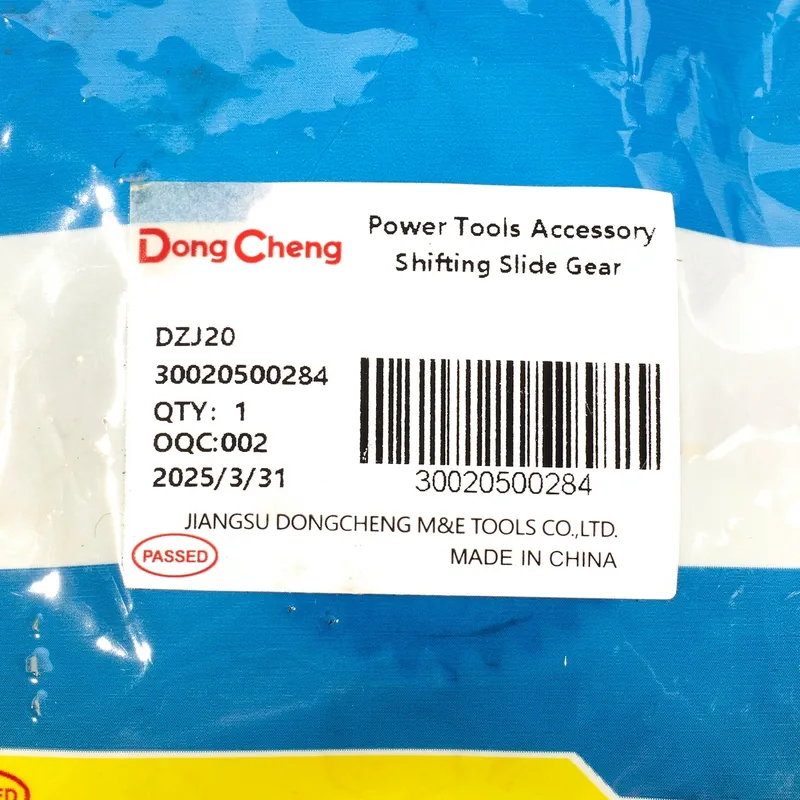 Dong Cheng
Power Tools Accessory
Shifting Slide Gear
DZJ20
30020500284
QTY: 1
OQC:002
2025/3/31
30020500284
JIANGSU DONGCHENG M&E TOOLS CO.,LTD.
PASSED
MADE IN CHINA